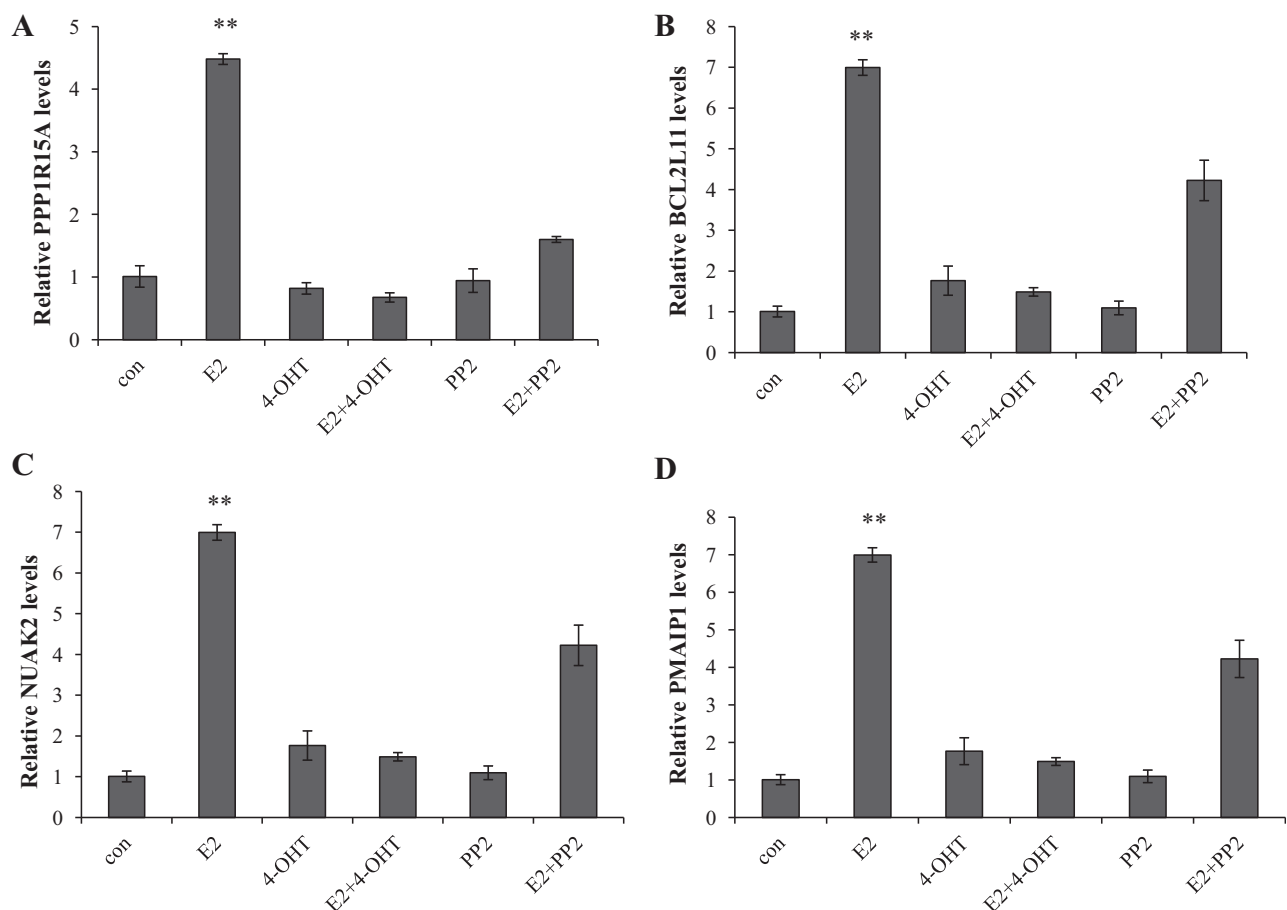 A
Relative PPP1R15A levels
5
4
3
2
1
0
**
con
E2
4-OHT
E2+4-OHT
PP2
E2+PP2
B
Relative BCL2L11 levels
8
7
6
5
4
3
2
1
0
**
con
E2
4-OHT
E2+4-OHT
PP2
E2+PP2
C
Relative NUAK2 levels
8
7
6
5
4
3
2
1
0
**
con
E2
4-OHT
E2+4-OHT
PP2
E2+PP2
D
Relative PMAIP1 levels
8
7
6
5
4
3
2
1
0
**
con
E2
4-OHT
E2+4-OHT
PP2
E2+PP2